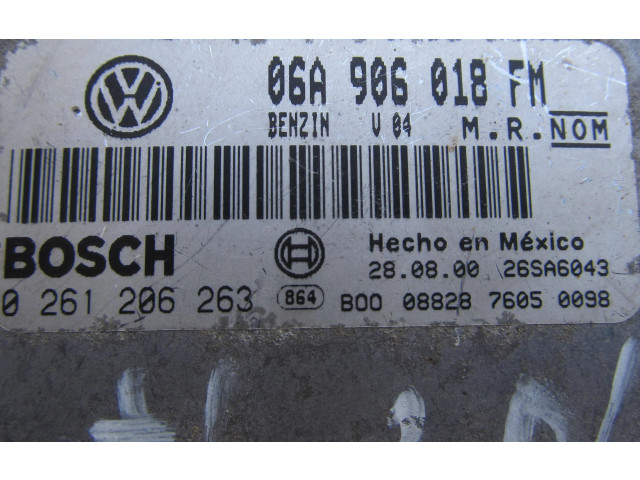 06A 906 018 FM
BENZIN V 04 M.R. NOM
BOSCH
Hecho en México
28.08.00 26SA6043
0 261 206 263 864 B00 08828 7605 0098